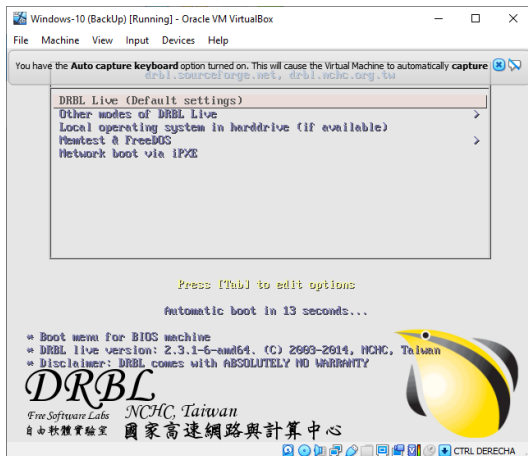 Windows-10 (BackUp) [Running] - Oracle VM VirtualBox
File Machine View Input Devices Help
You have the Auto capture keyboard option turned on. This will cause the Virtual Machine to automatically capture
drbl.sourceforge.net, drbl.nchc.org.tw
DRBL Live (Default settings)
Other modes of DRBL Live >
Local operating system in harddrive (if available)
Memtest & FreeDOS >
Network boot via iPXE
Press [Tab] to edit options
Automatic boot in 13 seconds...
* Boot menu for BIOS machine
* DRBL live version: 2.3.1-6-amd64. (C) 2003-2014, NCHC, Taiwan
* Disclaimer: DRBL comes with ABSOLUTELY NO WARRANTY
DRBL
Free Software Labs NCHC, Taiwan
自由軟體實驗室 國家高速網路與計算中心
CTRL DERECHA